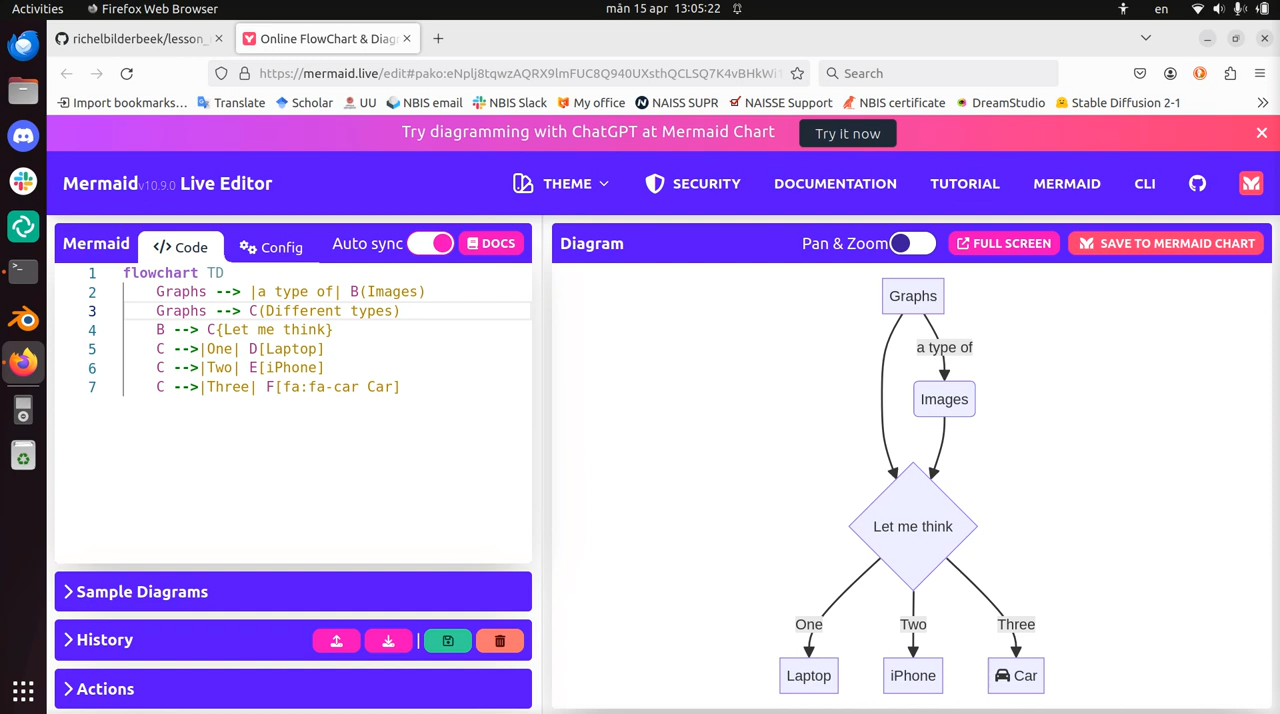 Activities Firefox Web Browser mån 15 apr 13:05:22 en
richelbilderbeek/lesson_ Online FlowChart & Diag
https://mermaid.live/edit#pako:eNplj8tqwzAQRX9lmFUC8Q940UXsthQCLSQ7K4vBHkW Search
Import bookmarks... Translate Scholar UU NBIS email NBIS Slack My office NAISS SUPR NAISSE Support NBIS certificate DreamStudio Stable Diffusion 2-1
Try diagramming with ChatGPT at Mermaid Chart Try it now
Mermaid v10.9.0 Live Editor THEME SECURITY DOCUMENTATION TUTORIAL MERMAID CLI
Mermaid </> Code Config Auto sync DOCS
1 flowchart TD
2 Graphs --> |a type of| B(Images)
3 Graphs --> C(Different types)
4 B --> C{Let me think}
5 C -->|One| D[Laptop]
6 C -->|Two| E[iPhone]
7 C -->|Three| F[fa:fa-car Car]
Sample Diagrams
History
Actions
Diagram Pan & Zoom FULL SCREEN SAVE TO MERMAID CHART
Graphs
a type of
Images
Let me think
One Two Three
Laptop iPhone Car